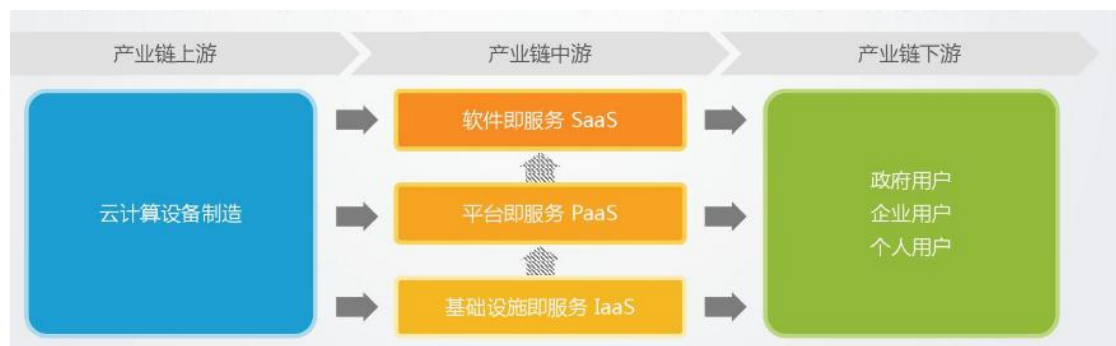 产业链上游
产业链中游
产业链下游
云计算设备制造
软件即服务 SaaS
平台即服务 PaaS
基础设施即服务 IaaS
政府用户
企业用户
个人用户